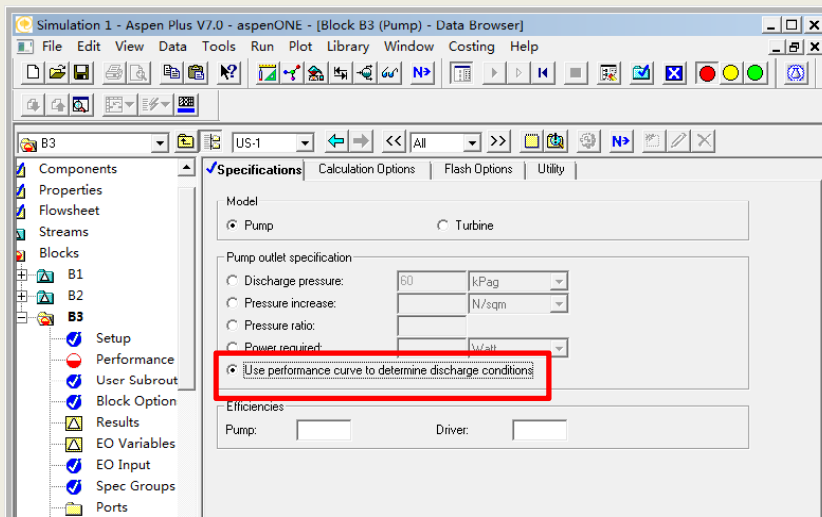 Simulation 1 - Aspen Plus V7.0 - aspenONE - [Block B3 (Pump) - Data Browser]
File Edit View Data Tools Run Plot Library Window Costing Help
N>
B3 US-1 << All >> N>
Components
Properties
Flowsheet
Streams
Blocks
B1
B2
B3
Setup
Performance
User Subrout
Block Option
Results
EO Variables
EO Input
Spec Groups
Ports
Specifications Calculation Options Flash Options Utility
Model
Pump Turbine
Pump outlet specification
Discharge pressure: 60 kPag
Pressure increase: N/sqm
Pressure ratio:
Power required: Watt
Use performance curve to determine discharge conditions
Efficiencies
Pump: Driver: